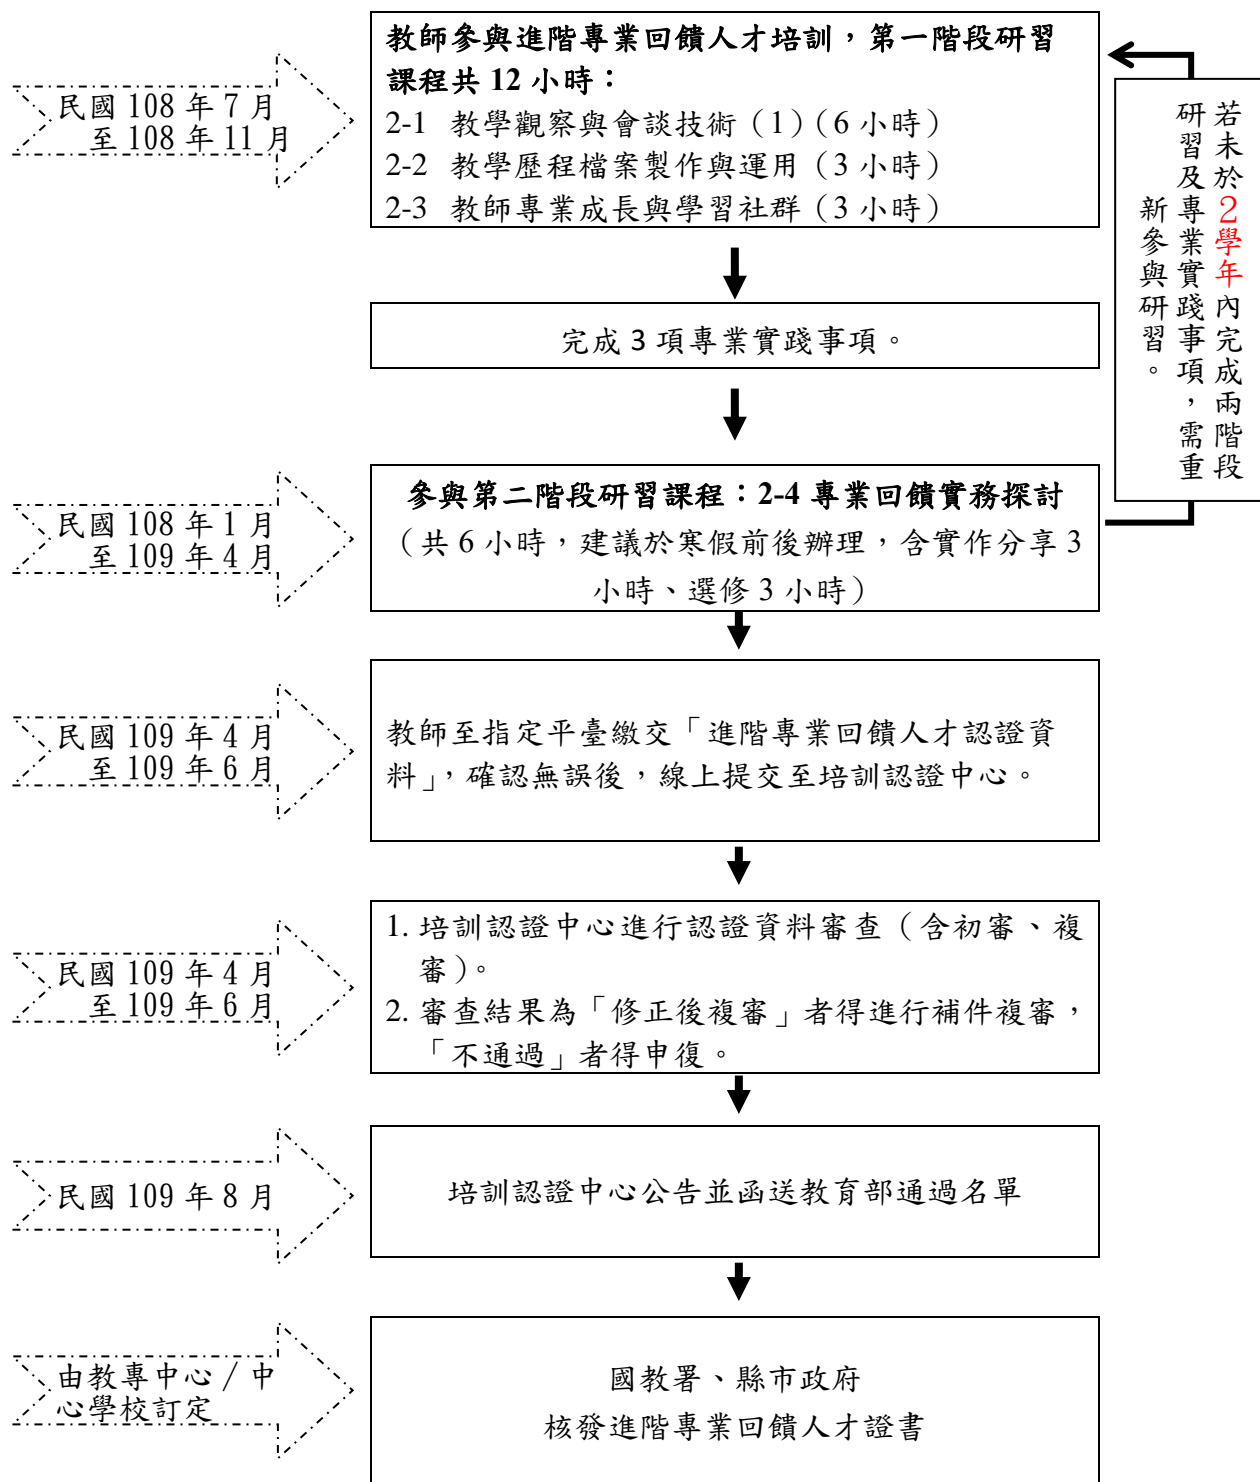 民國 108 年 7 月
至 108 年 11 月
教師參與進階專業回饋人才培訓，第一階段研習
課程共 12 小時：
2-1 教學觀察與會談技術（1）（6 小時）
2-2 教學歷程檔案製作與運用（3 小時）
2-3 教師專業成長與學習社群（3 小時）
若未於2學年內完成兩階段
研習及專業實踐事項，需重
新參與研習。
完成 3 項專業實踐事項。
民國 108 年 1 月
至 109 年 4 月
參與第二階段研習課程：2-4 專業回饋實務探討
（共 6 小時，建議於寒假前後辦理，含實作分享 3
小時、選修 3 小時）
民國 109 年 4 月
至 109 年 6 月
教師至指定平臺繳交「進階專業回饋人才認證資
料」，確認無誤後，線上提交至培訓認證中心。
民國 109 年 4 月
至 109 年 6 月
1. 培訓認證中心進行認證資料審查（含初審、複
審）。
2. 審查結果為「修正後複審」者得進行補件複審，
「不通過」者得申復。
民國 109 年 8 月
培訓認證中心公告並函送教育部通過名單
由教專中心／中
心學校訂定
國教署、縣市政府
核發進階專業回饋人才證書